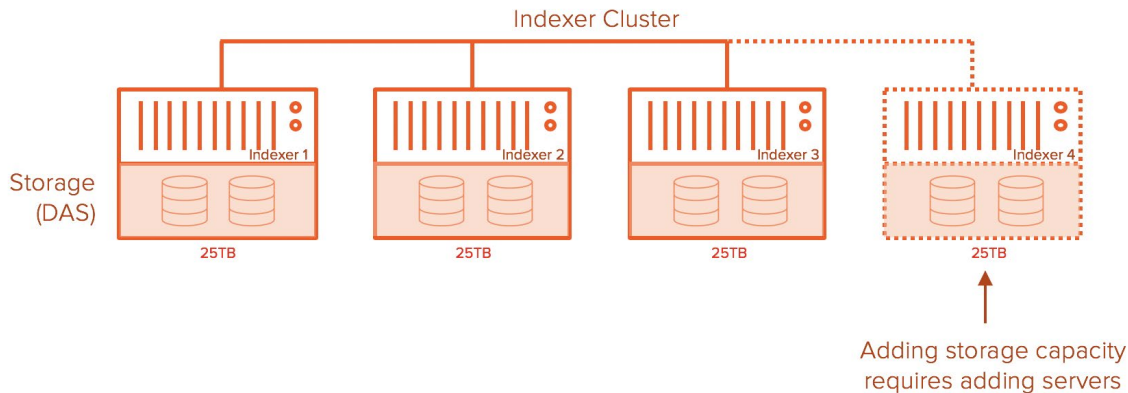 Indexer Cluster
Indexer 1
Indexer 2
Indexer 3
Indexer 4
Storage
(DAS)
25TB
25TB
25TB
25TB
Adding storage capacity
requires adding servers